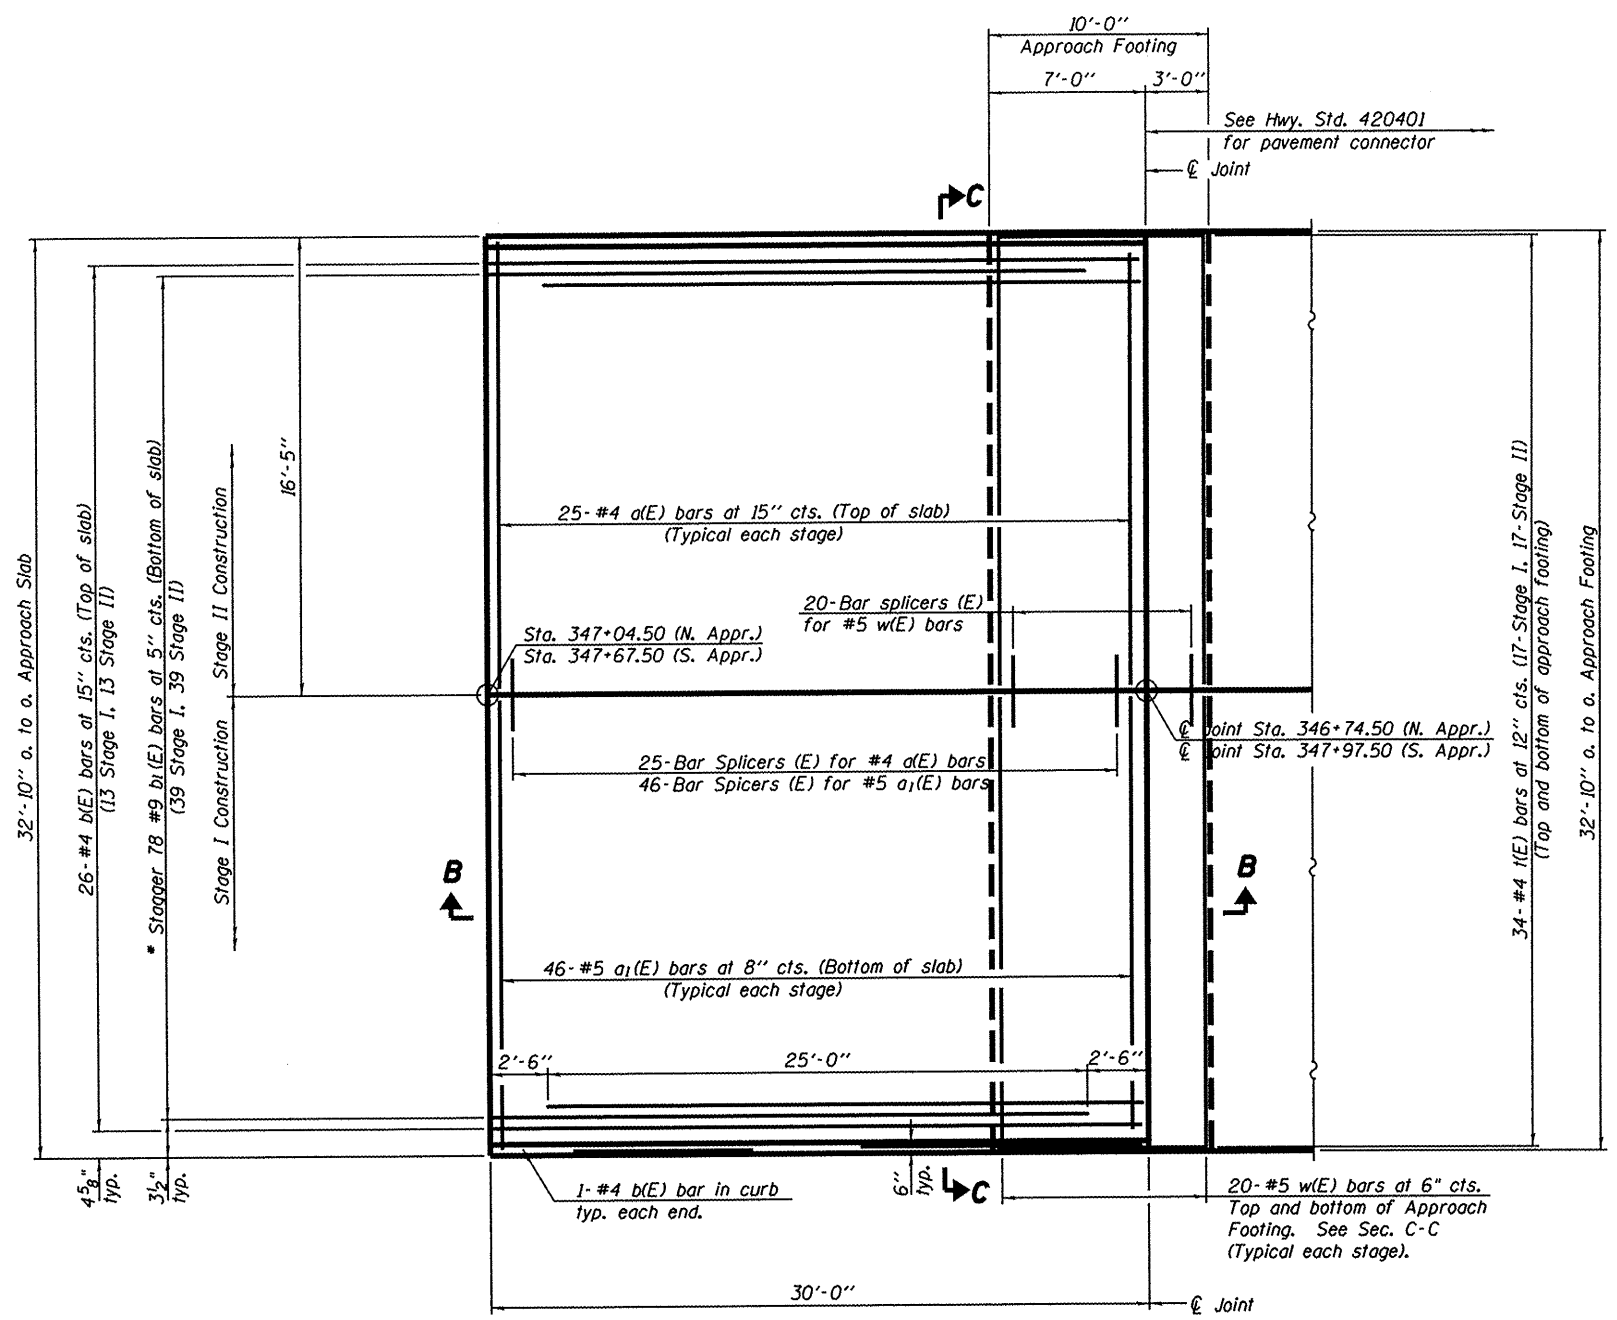 10'-0"
Approach Footing
7'-0"
3'-0"
See Hwy. Std. 420401
for pavement connector
℄ Joint
C
32'-10" o. to o. Approach Slab
26-#4 b(E) bars at 15" cts. (Top of slab)
(13 Stage I, 13 Stage II)
* Stagger 78 #9 b1(E) bars at 5" cts. (Bottom of slab)
(39 Stage I, 39 Stage II)
Stage II Construction
Stage I Construction
16'-5"
25-#4 a(E) bars at 15" cts. (Top of slab)
(Typical each stage)
20-Bar splicers (E)
for #5 w(E) bars
Sta. 347+04.50 (N. Appr.)
Sta. 347+67.50 (S. Appr.)
℄ Joint Sta. 346+74.50 (N. Appr.)
℄ Joint Sta. 347+97.50 (S. Appr.)
25-Bar Splicers (E) for #4 a(E) bars
46-Bar Spicers (E) for #5 a1(E) bars
34-#4 t(E) bars at 12" cts. (17-Stage I, 17-Stage II)
(Top and bottom of approach footing)
32'-10" o. to o. Approach Footing
B
B
46-#5 a1(E) bars at 8" cts. (Bottom of slab)
(Typical each stage)
2'-6"
25'-0"
2'-6"
4 5/8"
typ.
3 1/2"
typ.
1-#4 b(E) bar in curb
typ. each end.
6"
typ.
C
20-#5 w(E) bars at 6" cts.
Top and bottom of Approach
Footing. See Sec. C-C
(Typical each stage).
30'-0"
℄ Joint